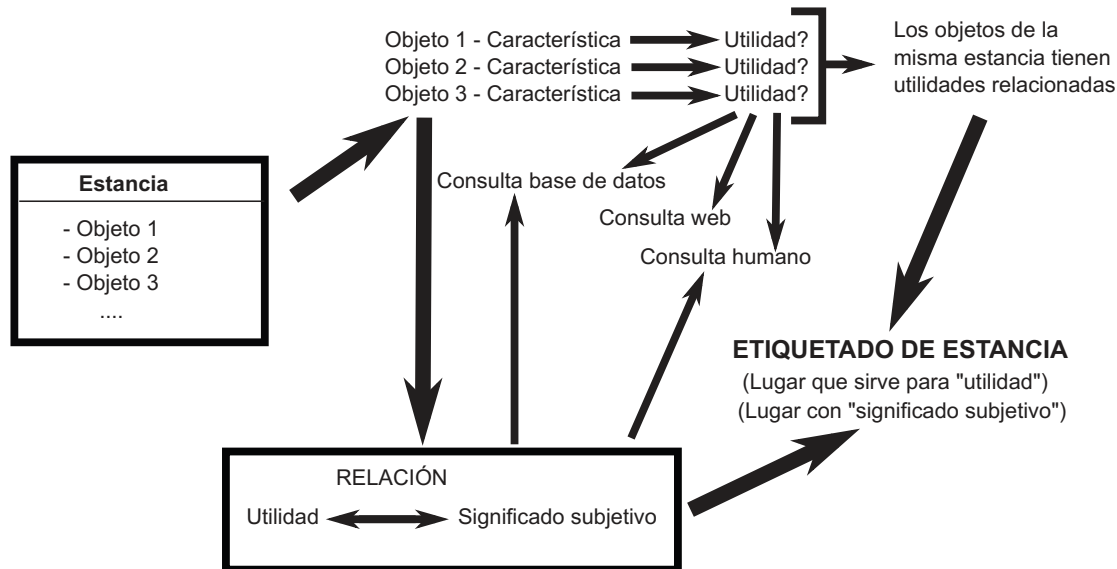 Objeto 1 - Característica Utilidad?
Objeto 2 - Característica Utilidad?
Objeto 3 - Característica Utilidad?
Los objetos de la
misma estancia tienen
utilidades relacionadas
Estancia
- Objeto 1
- Objeto 2
- Objeto 3
....
Consulta base de datos
Consulta web
Consulta humano
ETIQUETADO DE ESTANCIA
(Lugar que sirve para "utilidad")
(Lugar con "significado subjetivo")
RELACIÓN
Utilidad Significado subjetivo